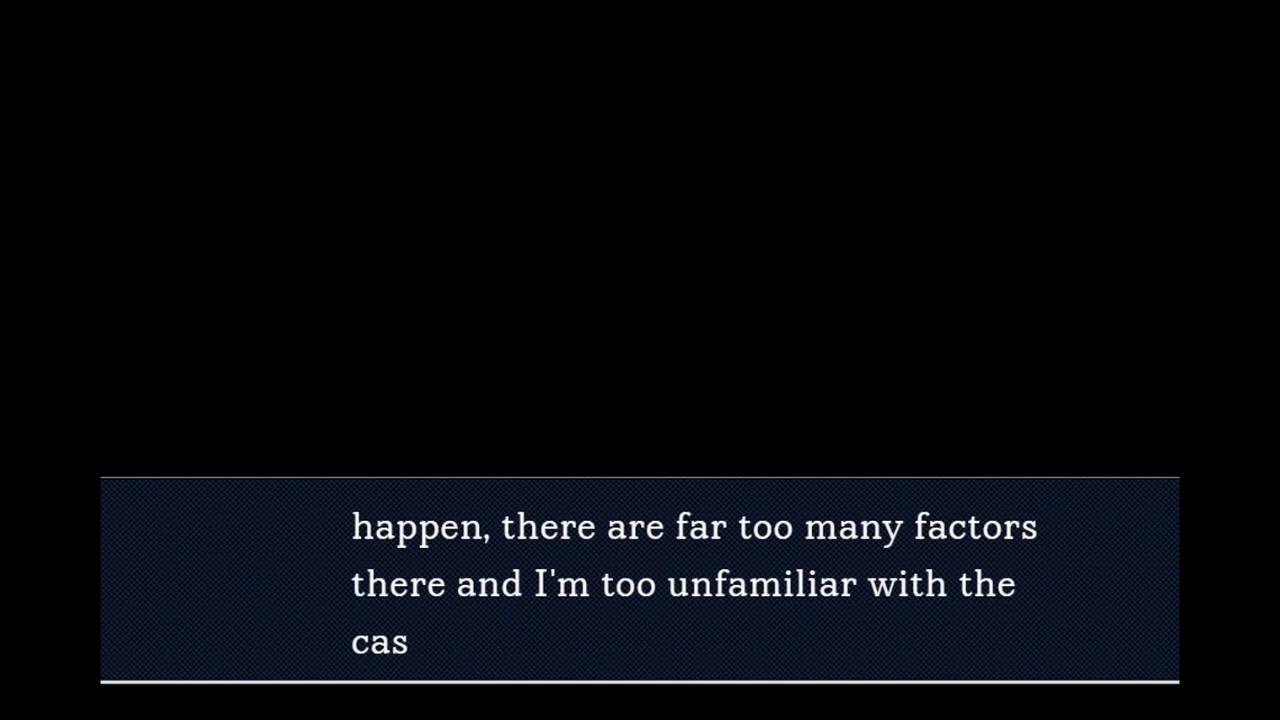 happen, there are far too many factors
there and I'm too unfamiliar with the
cas